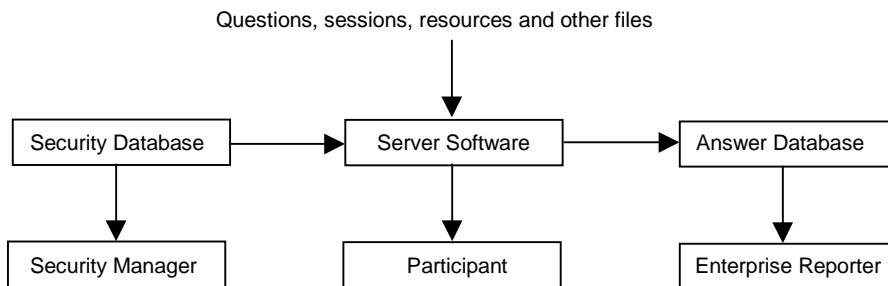 Questions, sessions, resources and other files
Security Database
Server Software
Answer Database
Security Manager
Participant
Enterprise Reporter